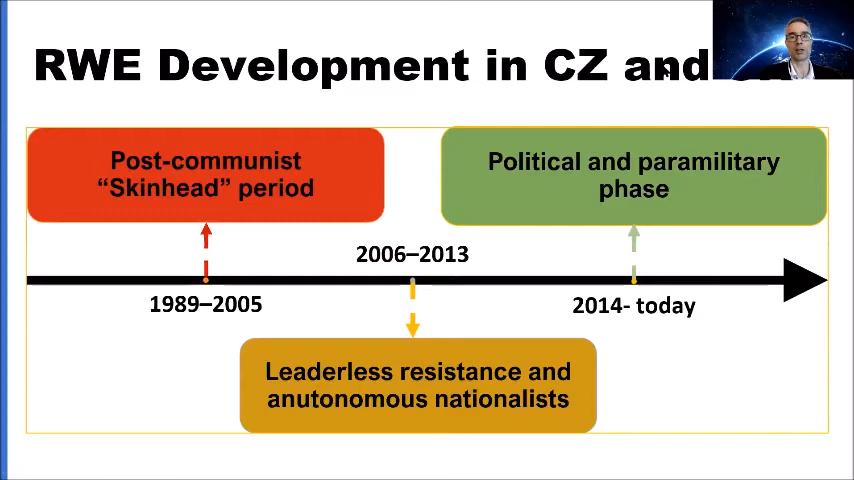 RWE Development in CZ and
Post-communist
“Skinhead” period
Political and paramilitary
phase
2006–2013
1989–2005
2014- today
Leaderless resistance and
anutonomous nationalists